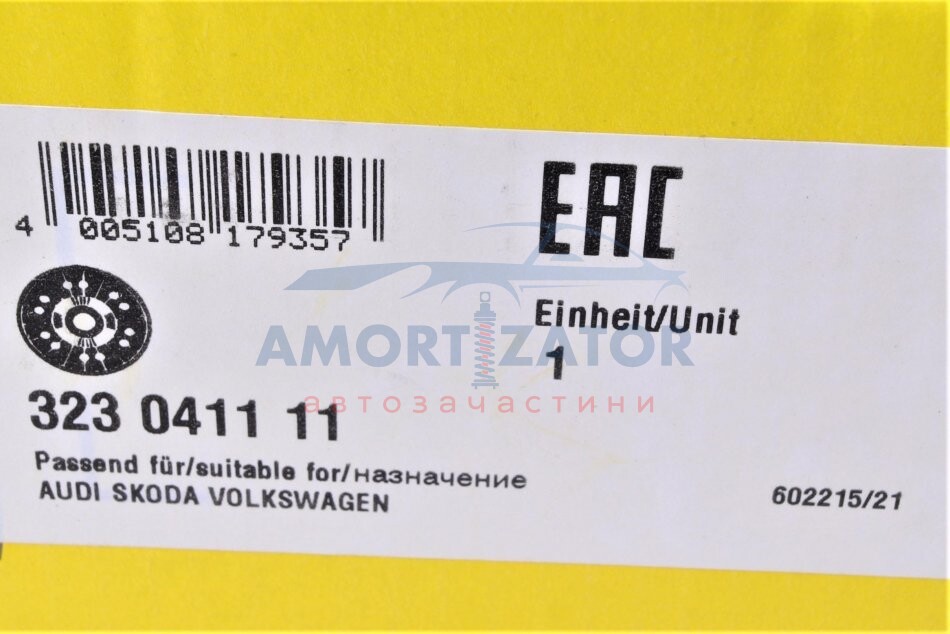 4 005108 179357
EAC
Einheit/Unit
1
AMORTIZATOR
автозачастини
323 0411 11
Passend für/suitable for/назначение
AUDI SKODA VOLKSWAGEN
602215/21